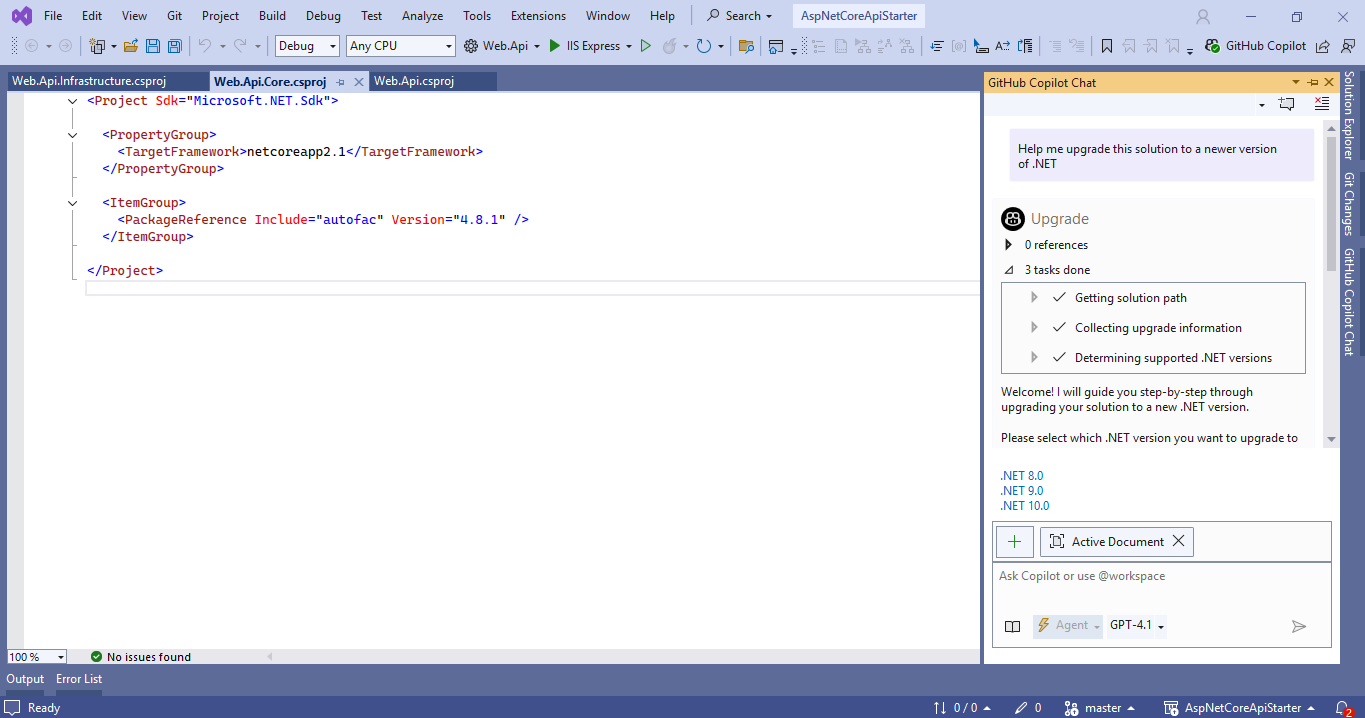 File Edit View Git Project Build Debug Test Analyze Tools Extensions Window Help Search AspNetCoreApiStarter
Debug Any CPU Web.Api IIS Express GitHub Copilot
Web.Api.Infrastructure.csproj Web.Api.Core.csproj Web.Api.csproj
<Project Sdk="Microsoft.NET.Sdk">
<PropertyGroup>
<TargetFramework>netcoreapp2.1</TargetFramework>
</PropertyGroup>
<ItemGroup>
<PackageReference Include="autofac" Version="4.8.1" />
</ItemGroup>
</Project>
100 % No issues found
GitHub Copilot Chat
Help me upgrade this solution to a newer version
of .NET
Upgrade
0 references
3 tasks done
Getting solution path
Collecting upgrade information
Determining supported .NET versions
Welcome! I will guide you step-by-step through
upgrading your solution to a new .NET version.
Please select which .NET version you want to upgrade to
.NET 8.0
.NET 9.0
.NET 10.0
Active Document
Ask Copilot or use @workspace
Agent GPT-4.1
Solution Explorer
Git Changes
GitHub Copilot Chat
Output Error List
Ready 0 / 0 0 master AspNetCoreApiStarter 2